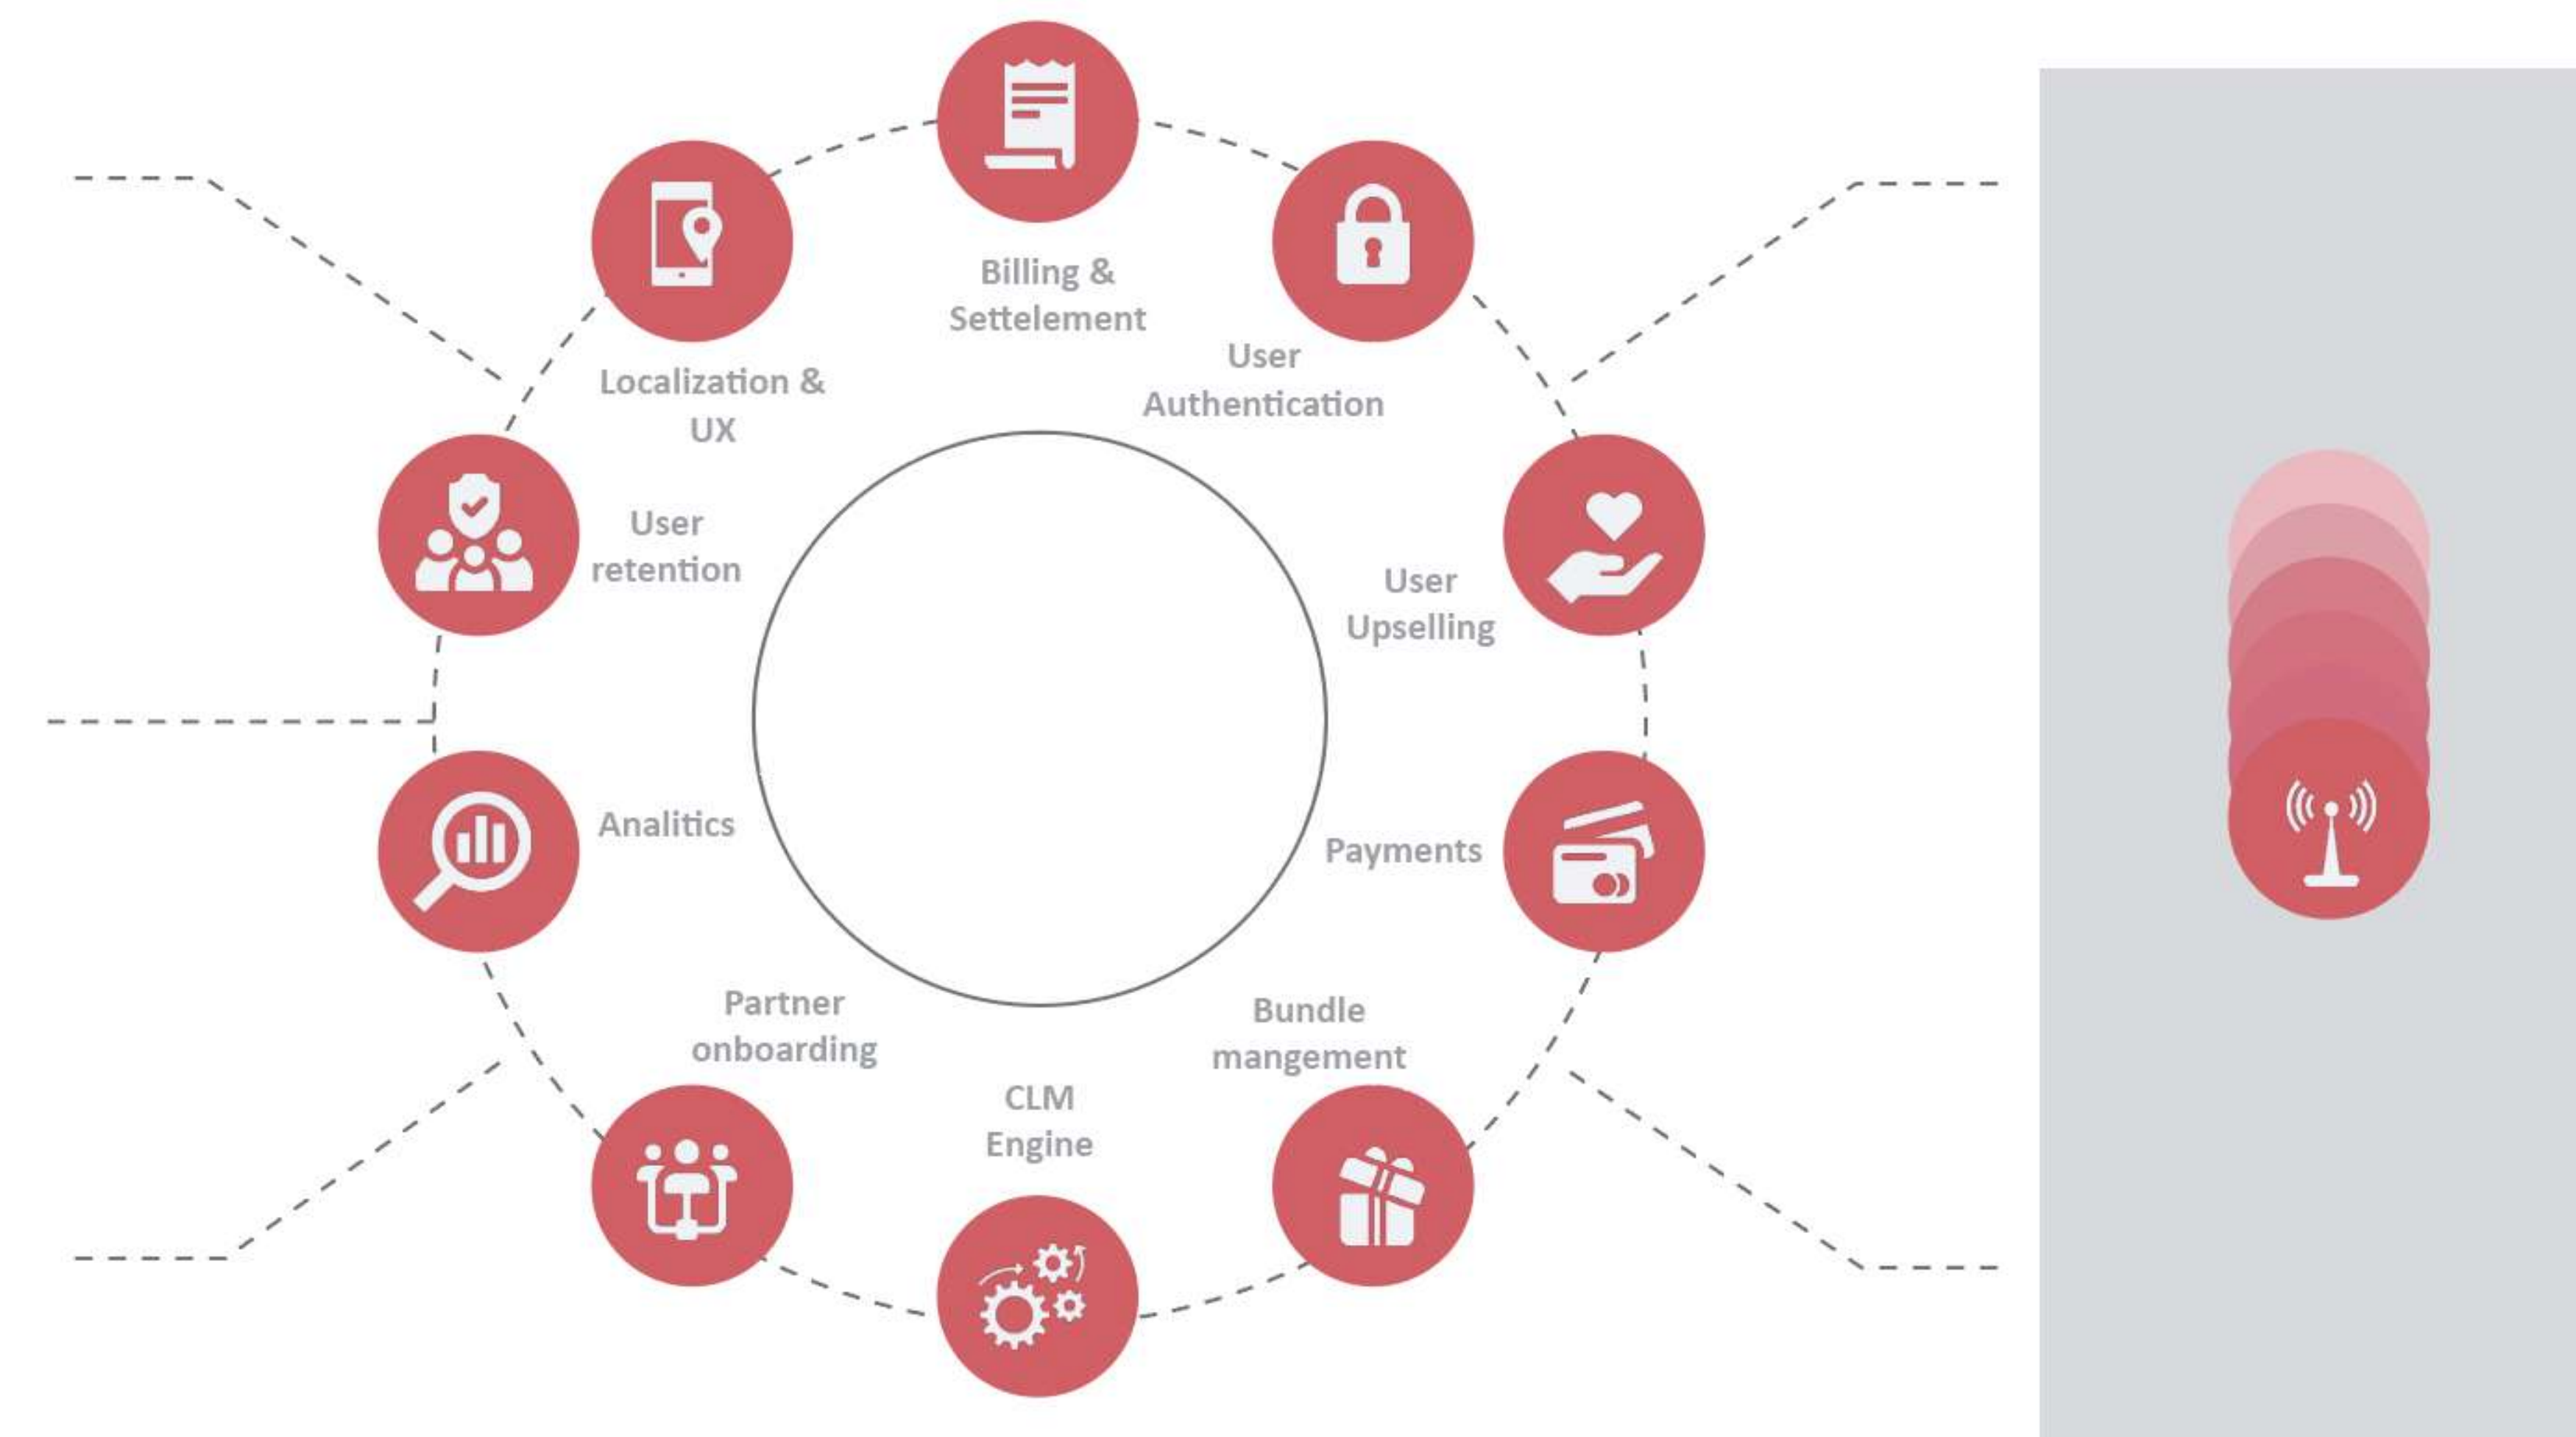 Billing &
Settelement
User
Authentication
Localization &
UX
User
retention
User
Upselling
Analitics
Payments
Partner
onboarding
Bundle
mangement
CLM
Engine